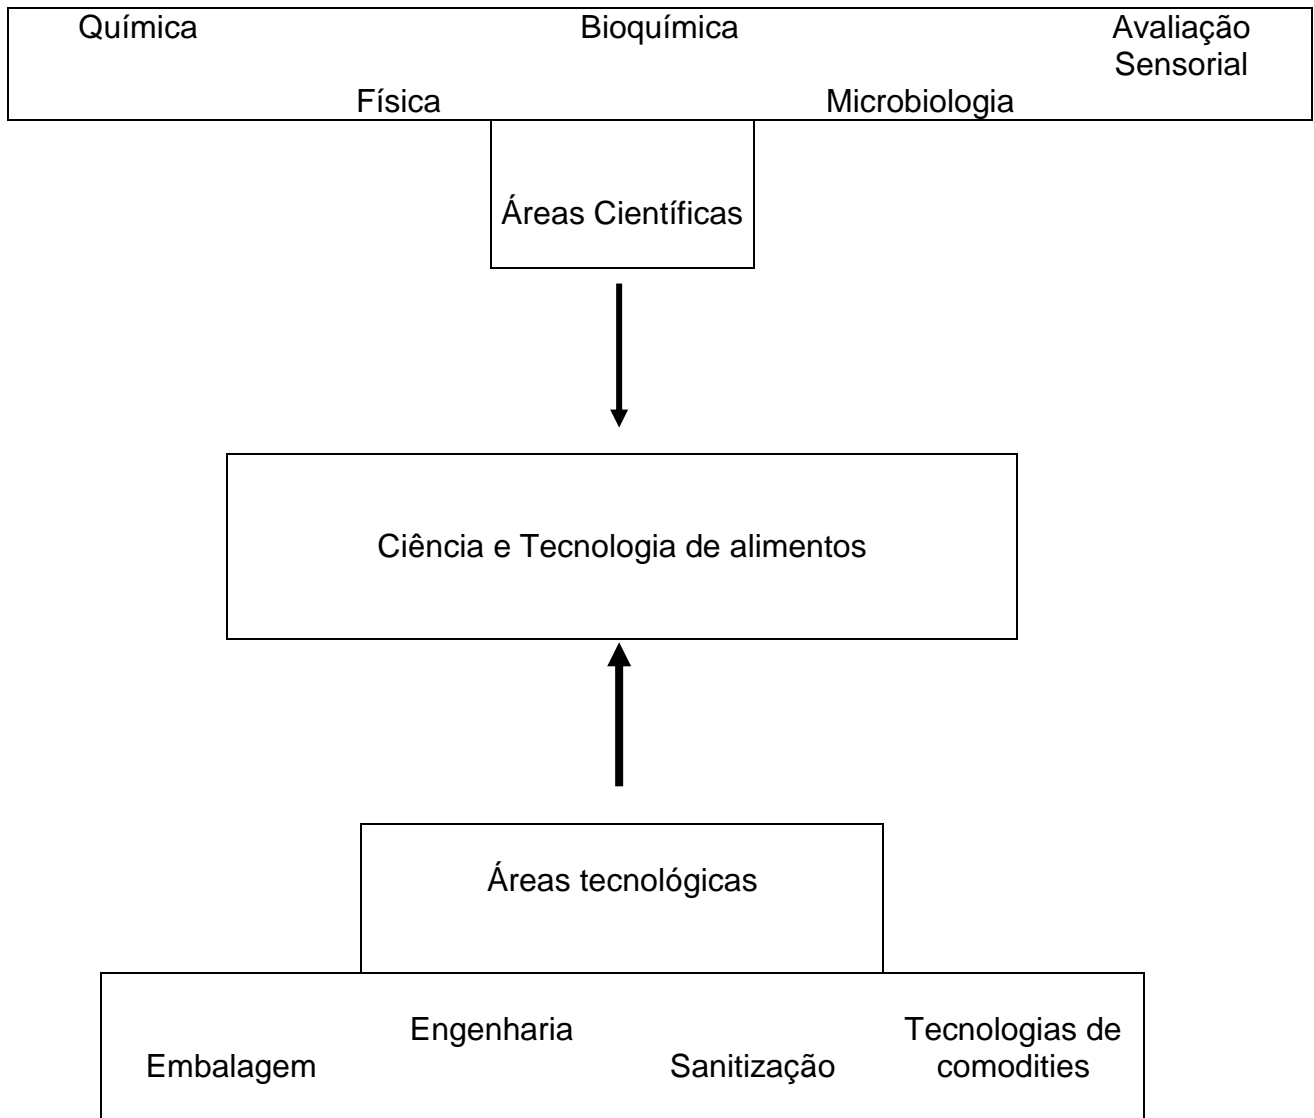 Química Bioquímica Avaliação
Sensorial
Física Microbiologia
Áreas Científicas
Ciência e Tecnologia de alimentos
Áreas tecnológicas
Engenharia Tecnologias de
Embalagem Sanitização comodities